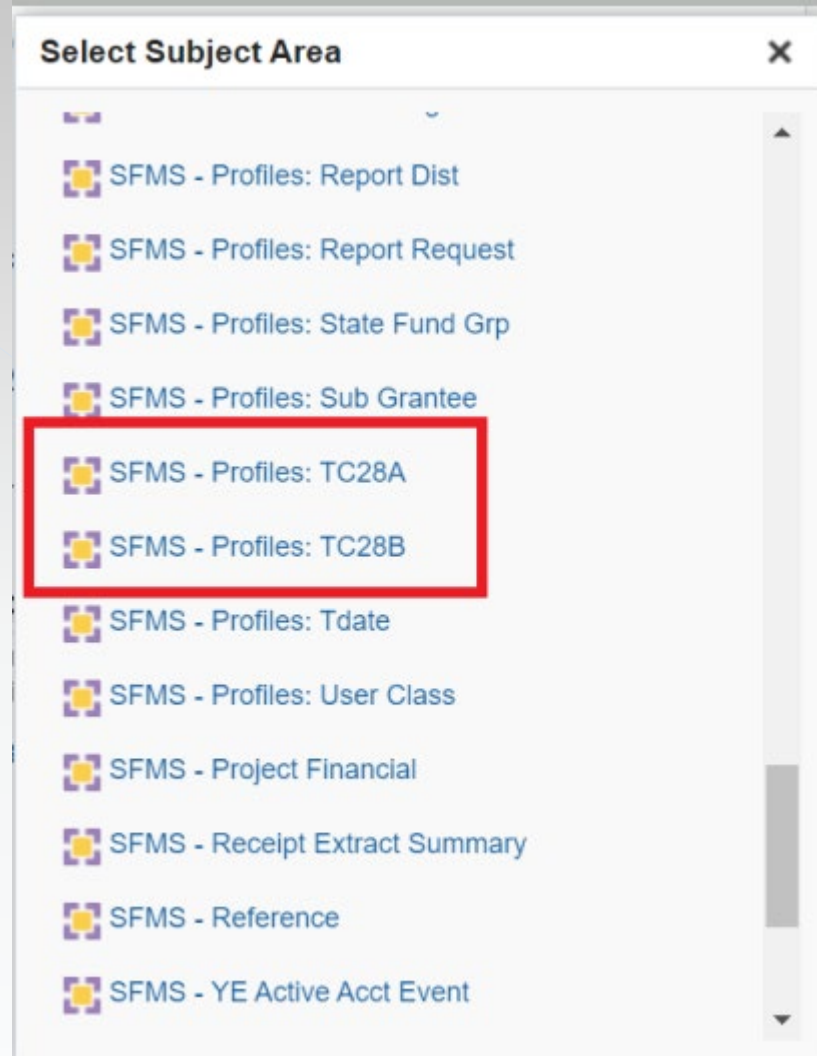 Select Subject Area
SFMS - Profiles: Report Dist
SFMS - Profiles: Report Request
SFMS - Profiles: State Fund Grp
SFMS - Profiles: Sub Grantee
SFMS - Profiles: TC28A
SFMS - Profiles: TC28B
SFMS - Profiles: Tdate
SFMS - Profiles: User Class
SFMS - Project Financial
SFMS - Receipt Extract Summary
SFMS - Reference
SFMS - YE Active Acct Event